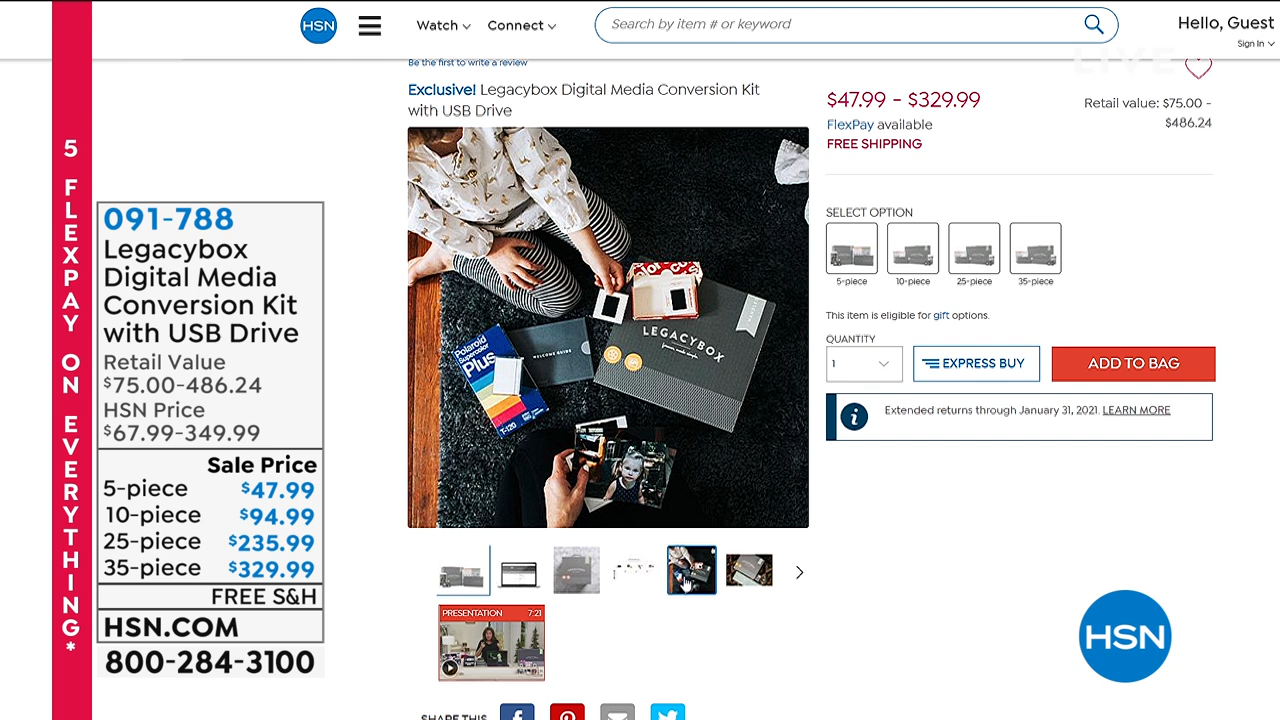 HSN
Watch
Connect
Search by item # or keyword
Hello, Guest
Sign In
LIVE
5 FLEXPAY ON EVERYTHING*
091-788
Legacybox
Digital Media
Conversion Kit
with USB Drive
Retail Value
$75.00-486.24
HSN Price
$67.99-349.99
Sale Price
5-piece $47.99
10-piece $94.99
25-piece $235.99
35-piece $329.99
FREE S&H
HSN.COM
800-284-3100
Be the first to write a review
Exclusive! Legacybox Digital Media Conversion Kit
with USB Drive
Polaroid
Supercolor
Plus
T-120
WELCOME GUIDE
LEGACYBOX
PRESENTATION 7:21
SHARE THIS
$47.99 - $329.99
FlexPay available
FREE SHIPPING
Retail value: $75.00 -
$486.24
SELECT OPTION
5-piece
10-piece
25-piece
35-piece
This item is eligible for gift options.
QUANTITY
1
EXPRESS BUY
ADD TO BAG
Extended returns through January 31, 2021. LEARN MORE
HSN